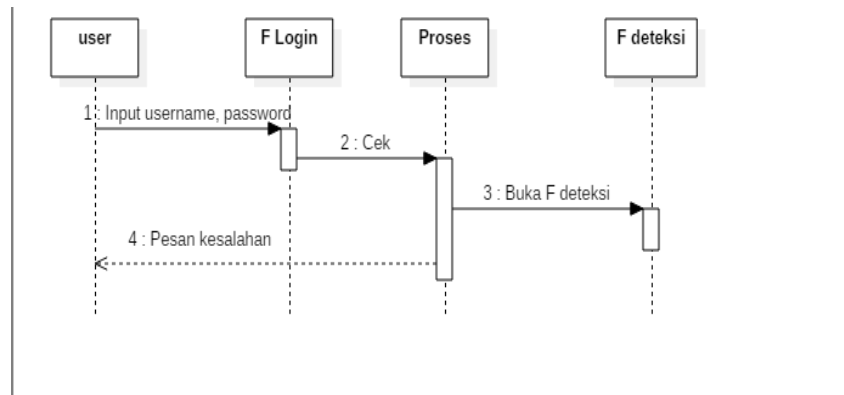 user
F Login
Proses
F deteksi
1 : Input username, password
2 : Cek
3 : Buka F deteksi
4 : Pesan kesalahan